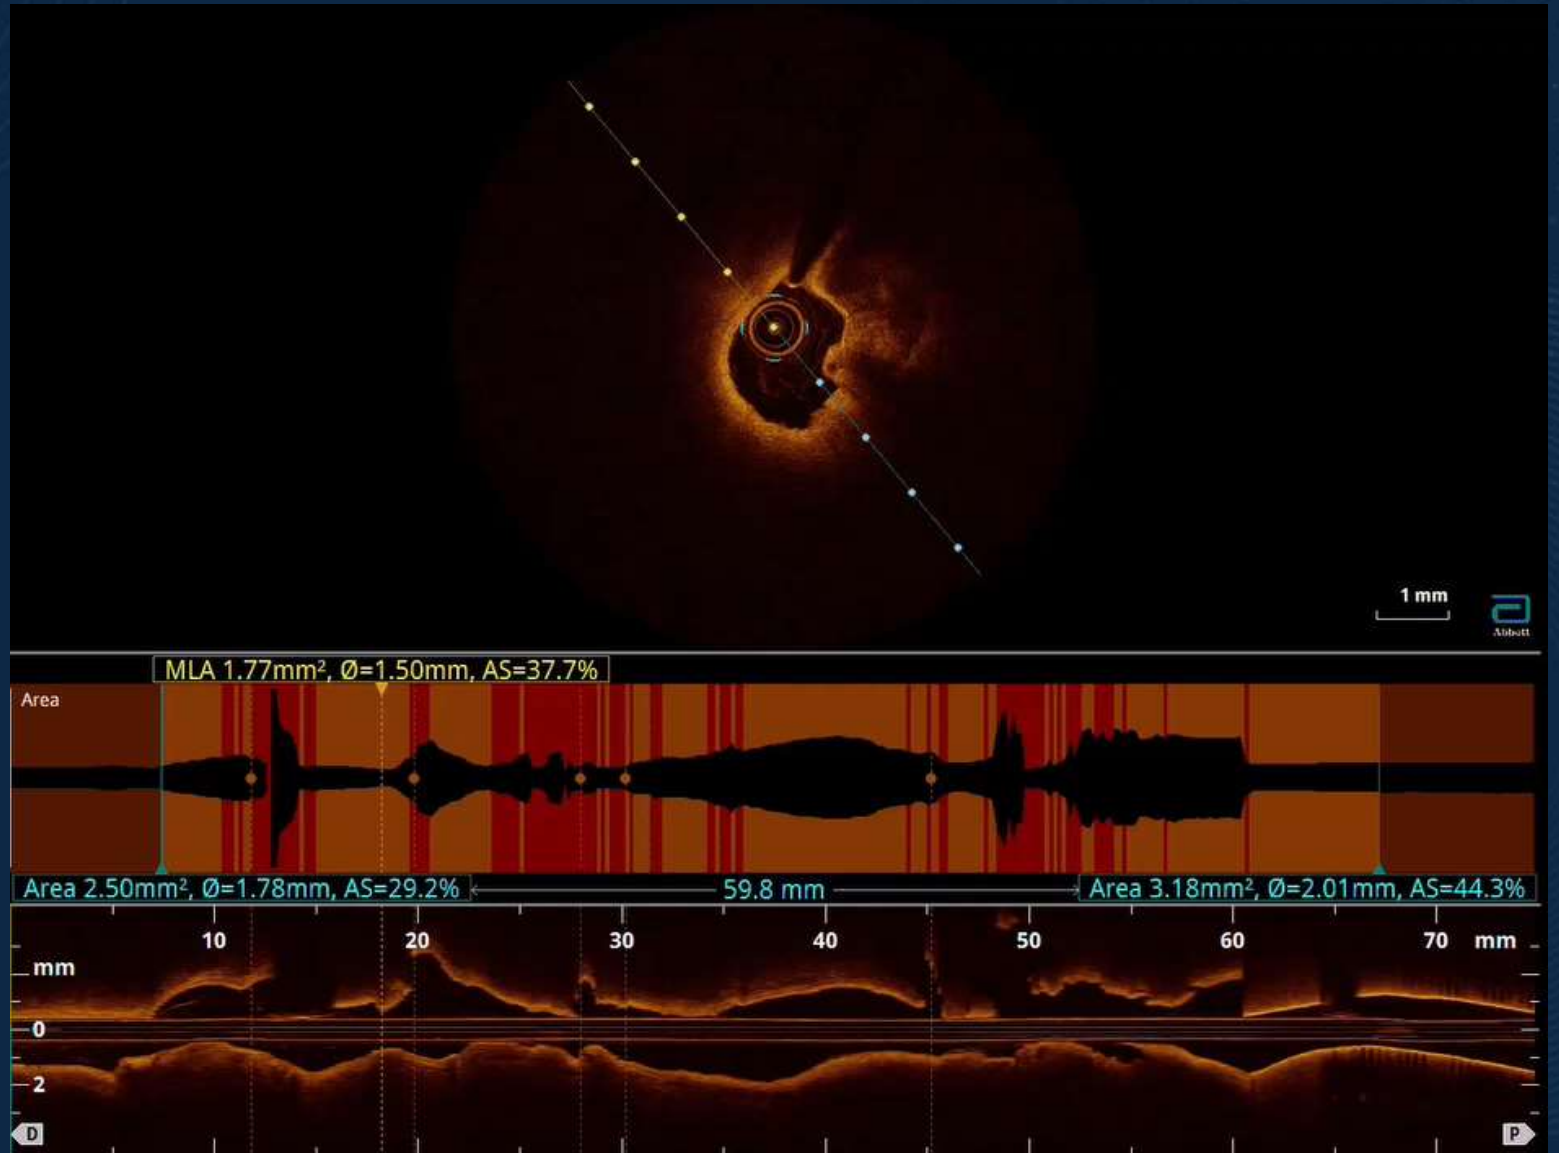 1 mm
Abbott
MLA 1.77mm², Ø=1.50mm, AS=37.7%
Area
Area 2.50mm², Ø=1.78mm, AS=29.2%
59.8 mm
Area 3.18mm², Ø=2.01mm, AS=44.3%
10 20 30 40 50 60 70 mm
mm
0
2
D P